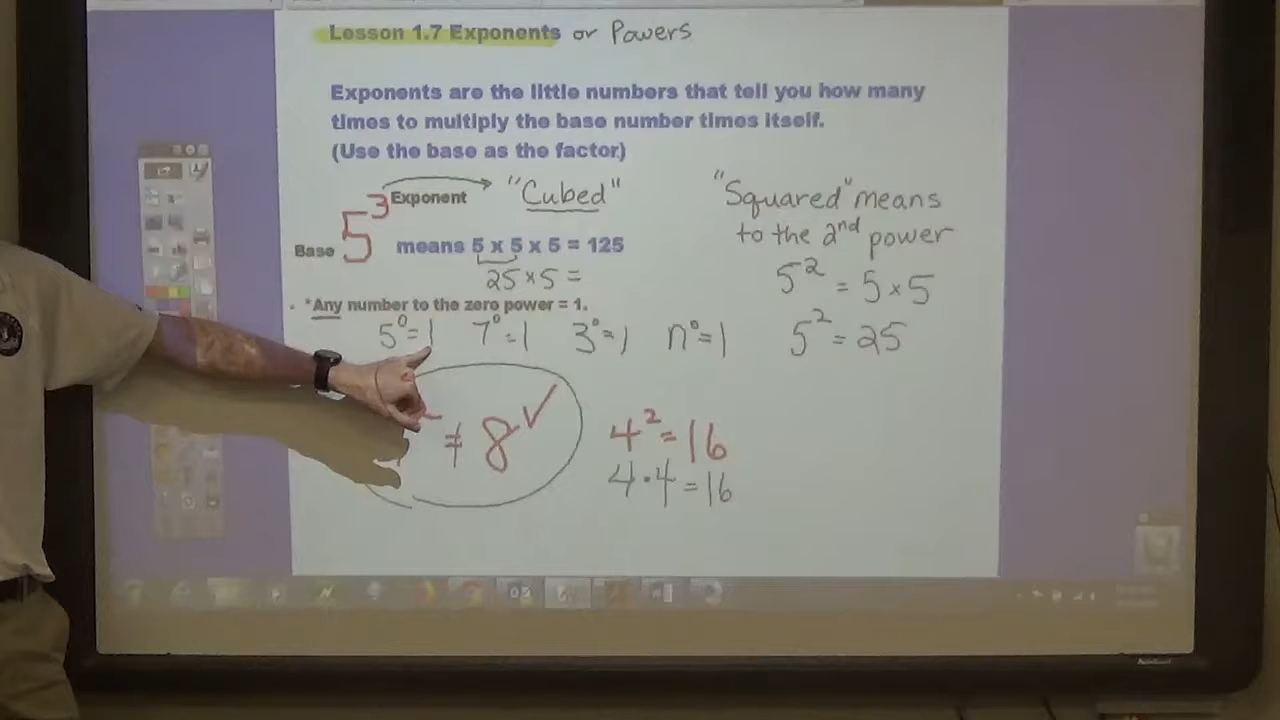 Lesson 1.7 Exponents or Powers
Exponents are the little numbers that tell you how many
times to multiply the base number times itself.
(Use the base as the factor)
5³ Exponent "Cubed"
Base
means 5 x 5 x 5 = 125
25 × 5 =
*Any number to the zero power = 1.
5⁰ = 1 7⁰ = 1 3⁰ = 1 n⁰ = 1
"Squared" means
to the 2nd power
5² = 5 × 5
5² = 25
≠ 8 ✓
4² = 16
4 · 4 = 16